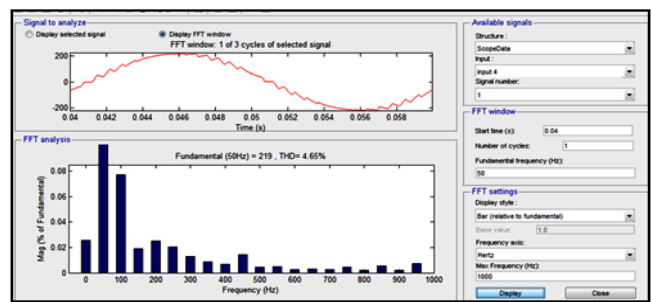 Signal to analyze
Display selected signal
Display FFT window
FFT window: 1 of 3 cycles of selected signal
200
0
-200
0.04 0.042 0.044 0.046 0.048 0.05 0.052 0.054 0.056 0.058
Time (s)
FFT analysis
Fundamental (50Hz) = 219 , THD= 4.65%
0.08
0.06
0.04
0.02
0
Mag (% of Fundamental)
0 100 200 300 400 500 600 700 800 900 1000
Frequency (Hz)
Available signals
Structure :
ScopeData
Input :
input 4
Signal number:
1
FFT window
Start time (s):
0.04
Number of cycles:
1
Fundamental frequency (Hz):
50
FFT settings
Display style :
Bar (relative to fundamental)
Base value:
1.0
Frequency axis:
Hertz
Max Frequency (Hz):
1000
Display
Close